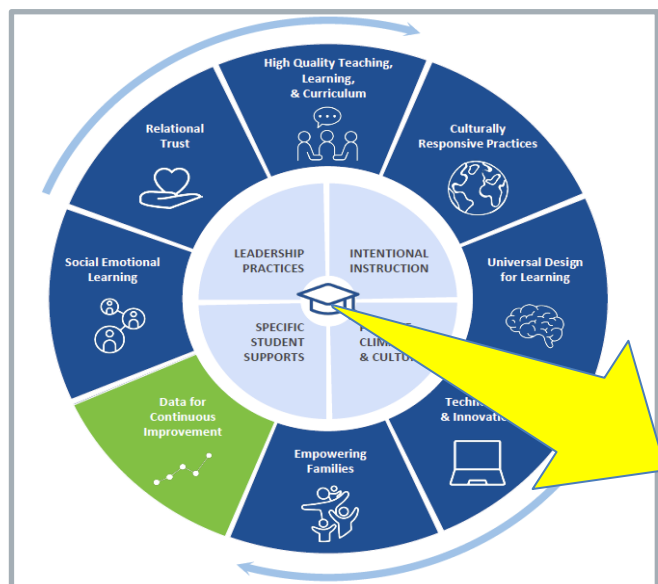 High Quality Teaching,
Learning,
& Curriculum
Culturally
Responsive Practices
Universal Design
for Learning
& Innovation
Empowering
Families
Data for
Continuous
Improvement
Social Emotional
Learning
Relational
Trust
LEADERSHIP
PRACTICES
INTENTIONAL
INSTRUCTION
SPECIFIC
STUDENT
SUPPORTS
& CULTU